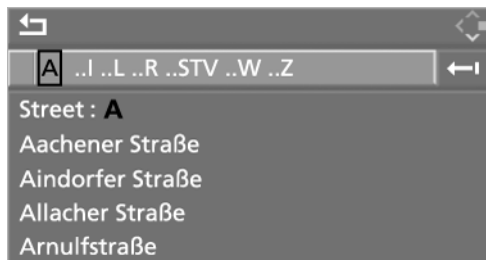 A ..I ..L ..R ..STV ..W ..Z
Street : A
Aachener Straße
Aindorfer Straße
Allacher Straße
Arnulfstraße